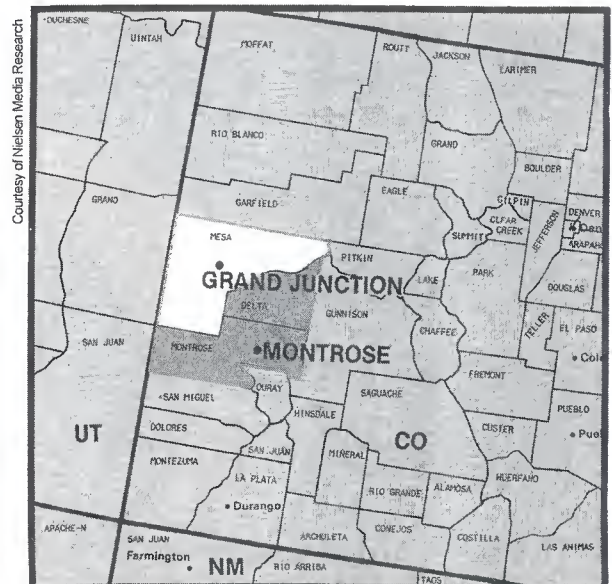 Courtesy of Nielsen Media Research
•DUCHESNE
UINTAH
MOFFAT
ROUTT
JACKSON
LARIMER
RIO BLANCO
GRAND
BOULDER
GRAND
GARFIELD
EAGLE
GILPIN
CLEAR CREEK
SUMMIT
JEFFERSON
DENVER
Den
ARAPAH
MESA
PITKIN
LAKE
PARK
DOUGLAS
GRAND JUNCTION
DELTA
GUNNISON
CHAFFEE
TELLER
EL PASO
• Col
SAN JUAN
MONTROSE
•MONTROSE
FREMONT
SAN MIGUEL
OURAY
SAGUACHE
PUEBLO
• Pueb
UT
DOLORES
HINSDALE
CO
CUSTER
MONTEZUMA
SAN JUAN
MINERAL
HUERFANO
LA PLATA
RIO GRANDE
ALAMOSA
• Durango
APACHE-N
SAN JUAN
ARCHULETA
CONEJOS
COSTILLA
LAS ANIMAS
Farmington
•
NM
RIO ARRIBA
TAOS